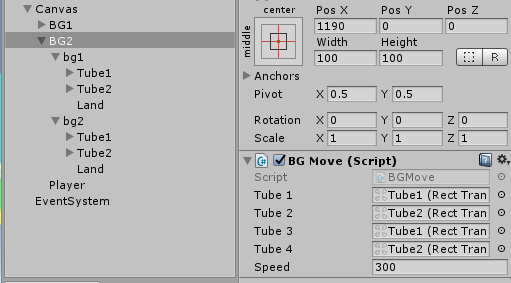 Canvas
BG1
BG2
bg1
Tube1
Tube2
Land
bg2
Tube1
Tube2
Land
Player
EventSystem
center
middle
Pos X Pos Y Pos Z
1190 0 0
Width Height
100 100 R
Anchors
Pivot X 0.5 Y 0.5
Rotation X 0 Y 0 Z 0
Scale X 1 Y 1 Z 1
BG Move (Script)
Script BGMove
Tube 1 Tube1 (Rect Tran
Tube 2 Tube2 (Rect Tran
Tube 3 Tube1 (Rect Tran
Tube 4 Tube2 (Rect Tran
Speed 300